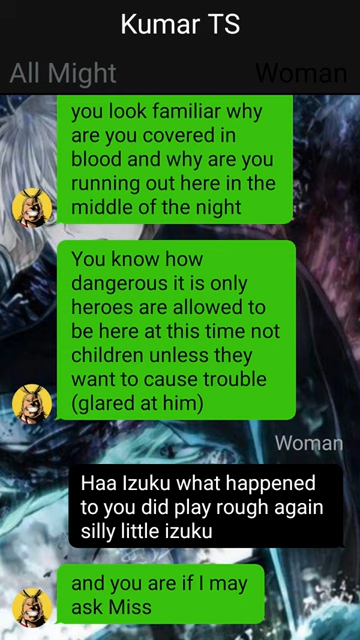 Kumar TS
All Might
Woman
you look familiar why
are you covered in
blood and why are you
running out here in the
middle of the night
You know how
dangerous it is only
heroes are allowed to
be here at this time not
children unless they
want to cause trouble
(glared at him)
Woman
Haa Izuku what happened
to you did play rough again
silly little izuku
and you are if I may
ask Miss